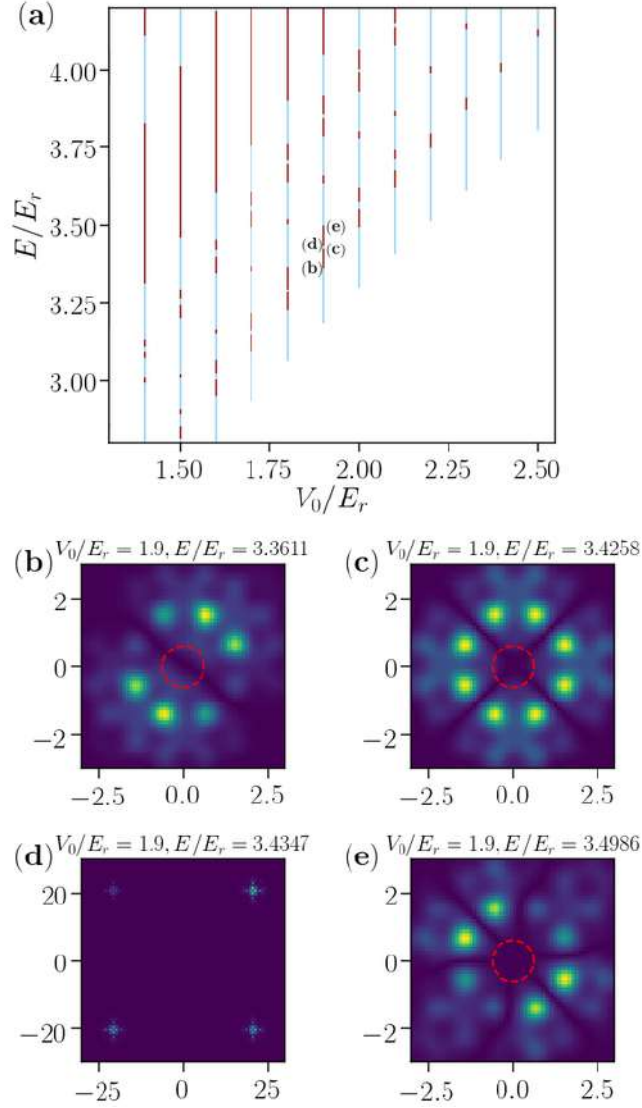 (a)
4.00
3.75
3.50
3.25
3.00
E/E_r
(e)
(d) (c)
(b)
1.50 1.75 2.00 2.25 2.50
V_0/E_r
(b) V_0/E_r = 1.9, E/E_r = 3.3611
(c) V_0/E_r = 1.9, E/E_r = 3.4258
2
0
−2
−2.5 0.0 2.5
2
0
−2
−2.5 0.0 2.5
(d) V_0/E_r = 1.9, E/E_r = 3.4347
(e) V_0/E_r = 1.9, E/E_r = 3.4986
20
0
−20
−25 0 25
2
0
−2
−2.5 0.0 2.5